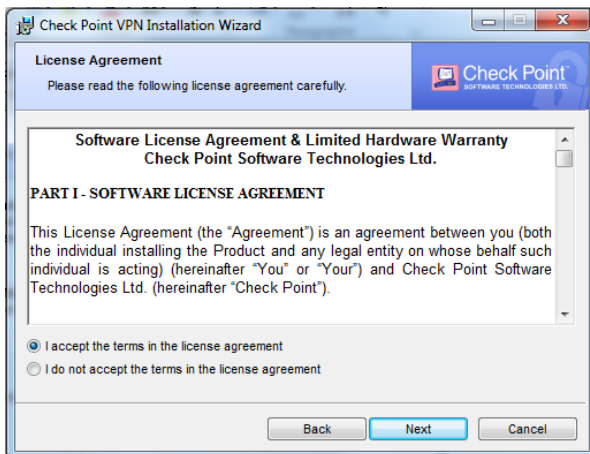 Check Point VPN Installation Wizard
License Agreement
Please read the following license agreement carefully.
Check Point
SOFTWARE TECHNOLOGIES LTD.
Software License Agreement & Limited Hardware Warranty
Check Point Software Technologies Ltd.
PART I - SOFTWARE LICENSE AGREEMENT
This License Agreement (the “Agreement”) is an agreement between you (both
the individual installing the Product and any legal entity on whose behalf such
individual is acting) (hereinafter “You” or “Your”) and Check Point Software
Technologies Ltd. (hereinafter “Check Point”).
I accept the terms in the license agreement
I do not accept the terms in the license agreement
Back
Next
Cancel